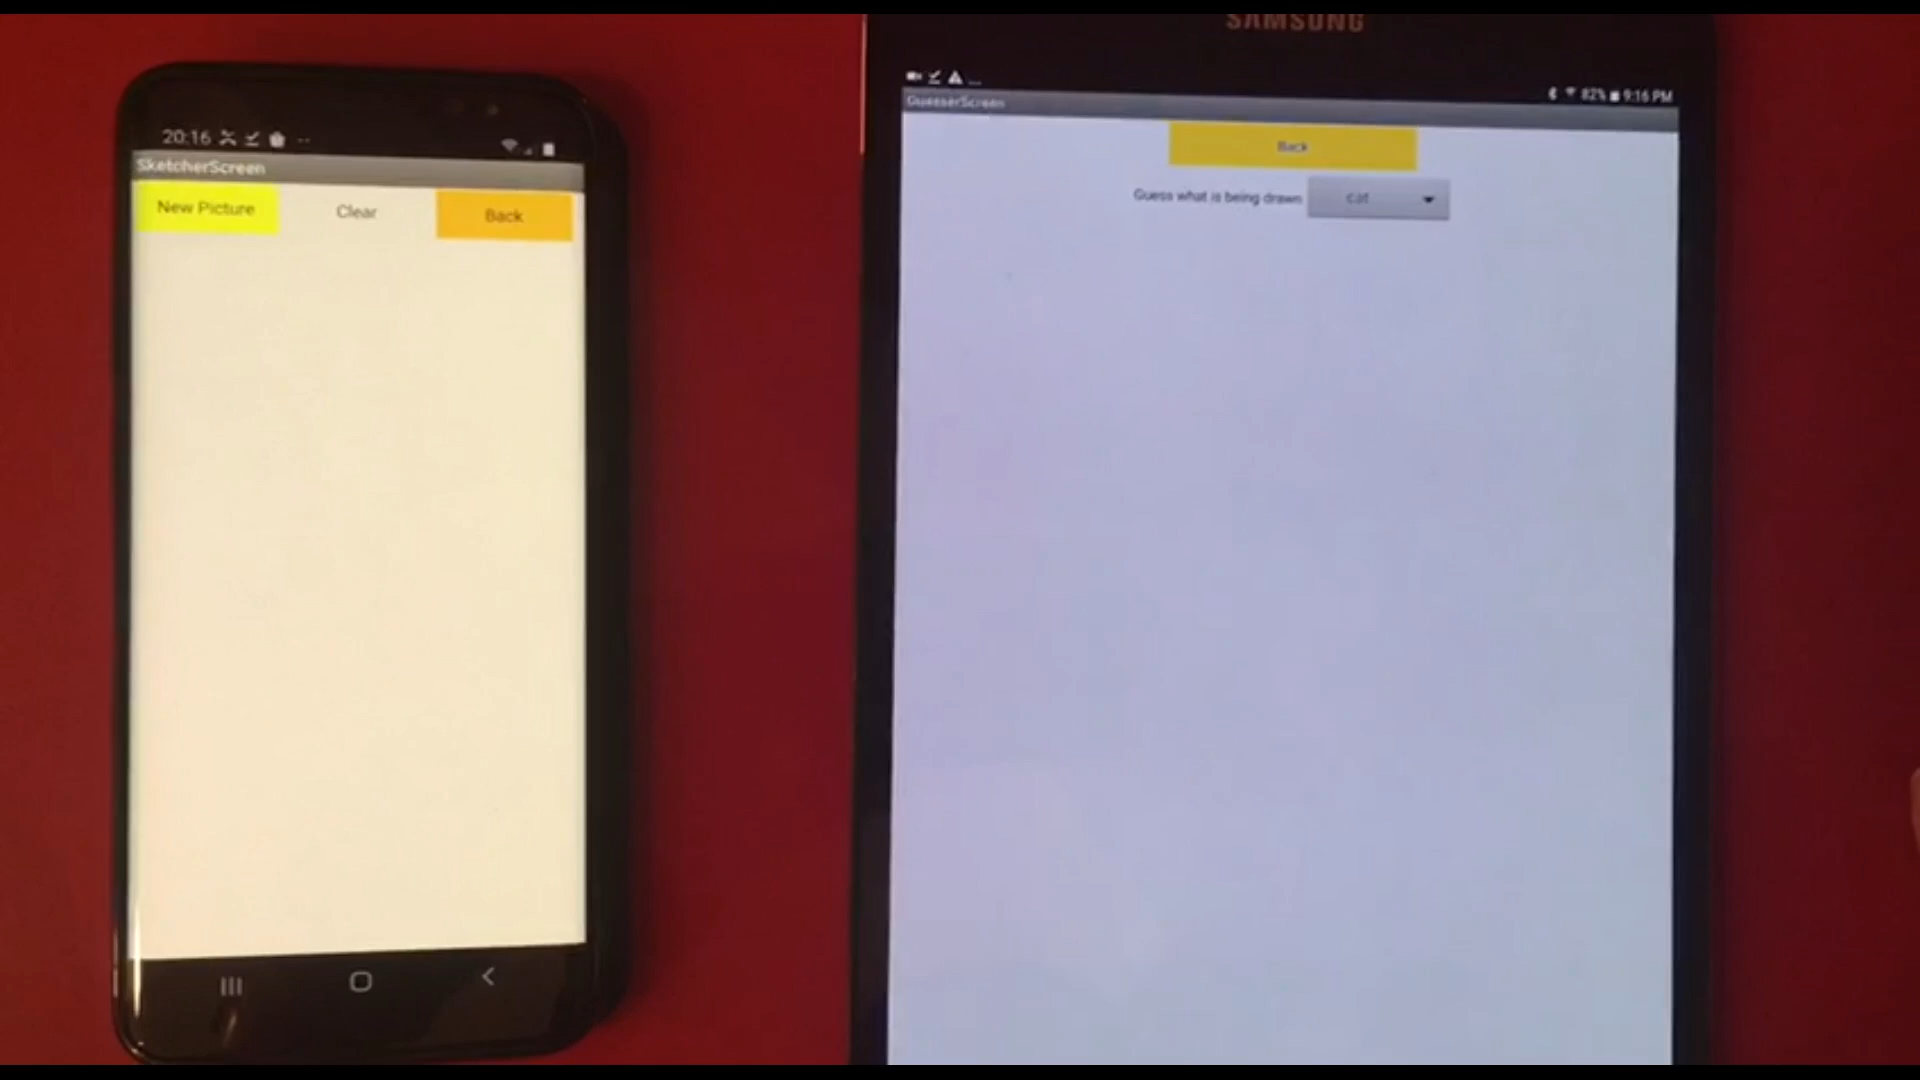 SAMSUNG
20:16
SketcherScreen
New Picture
Clear
Back
82% 9:16 PM
GuesserScreen
Back
Guess what is being drawn
cat